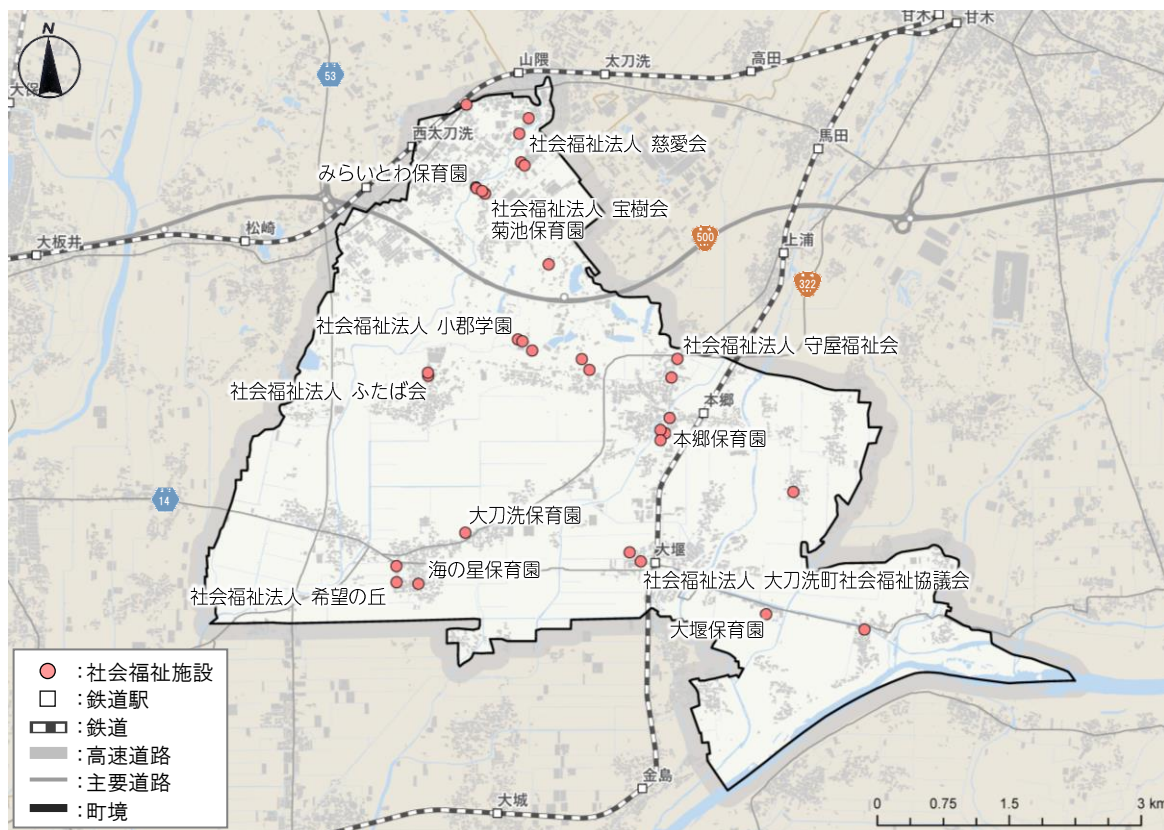 N
甘木
甘木
山隈
太刀洗
高田
53
大保
西太刀洗
馬田
社会福祉法人 慈愛会
みらいとわ保育園
社会福祉法人 宝樹会
菊池保育園
500
松崎
大板井
上浦
322
社会福祉法人 小郡学園
社会福祉法人 守屋福祉会
社会福祉法人 ふたば会
本郷
本郷保育園
14
大刀洗保育園
大堰
海の星保育園
社会福祉法人 大刀洗町社会福祉協議会
社会福祉法人 希望の丘
大堰保育園
:社会福祉施設
:鉄道駅
:鉄道
:高速道路
:主要道路
:町境
金島
大城
0 0.75 1.5 3 km